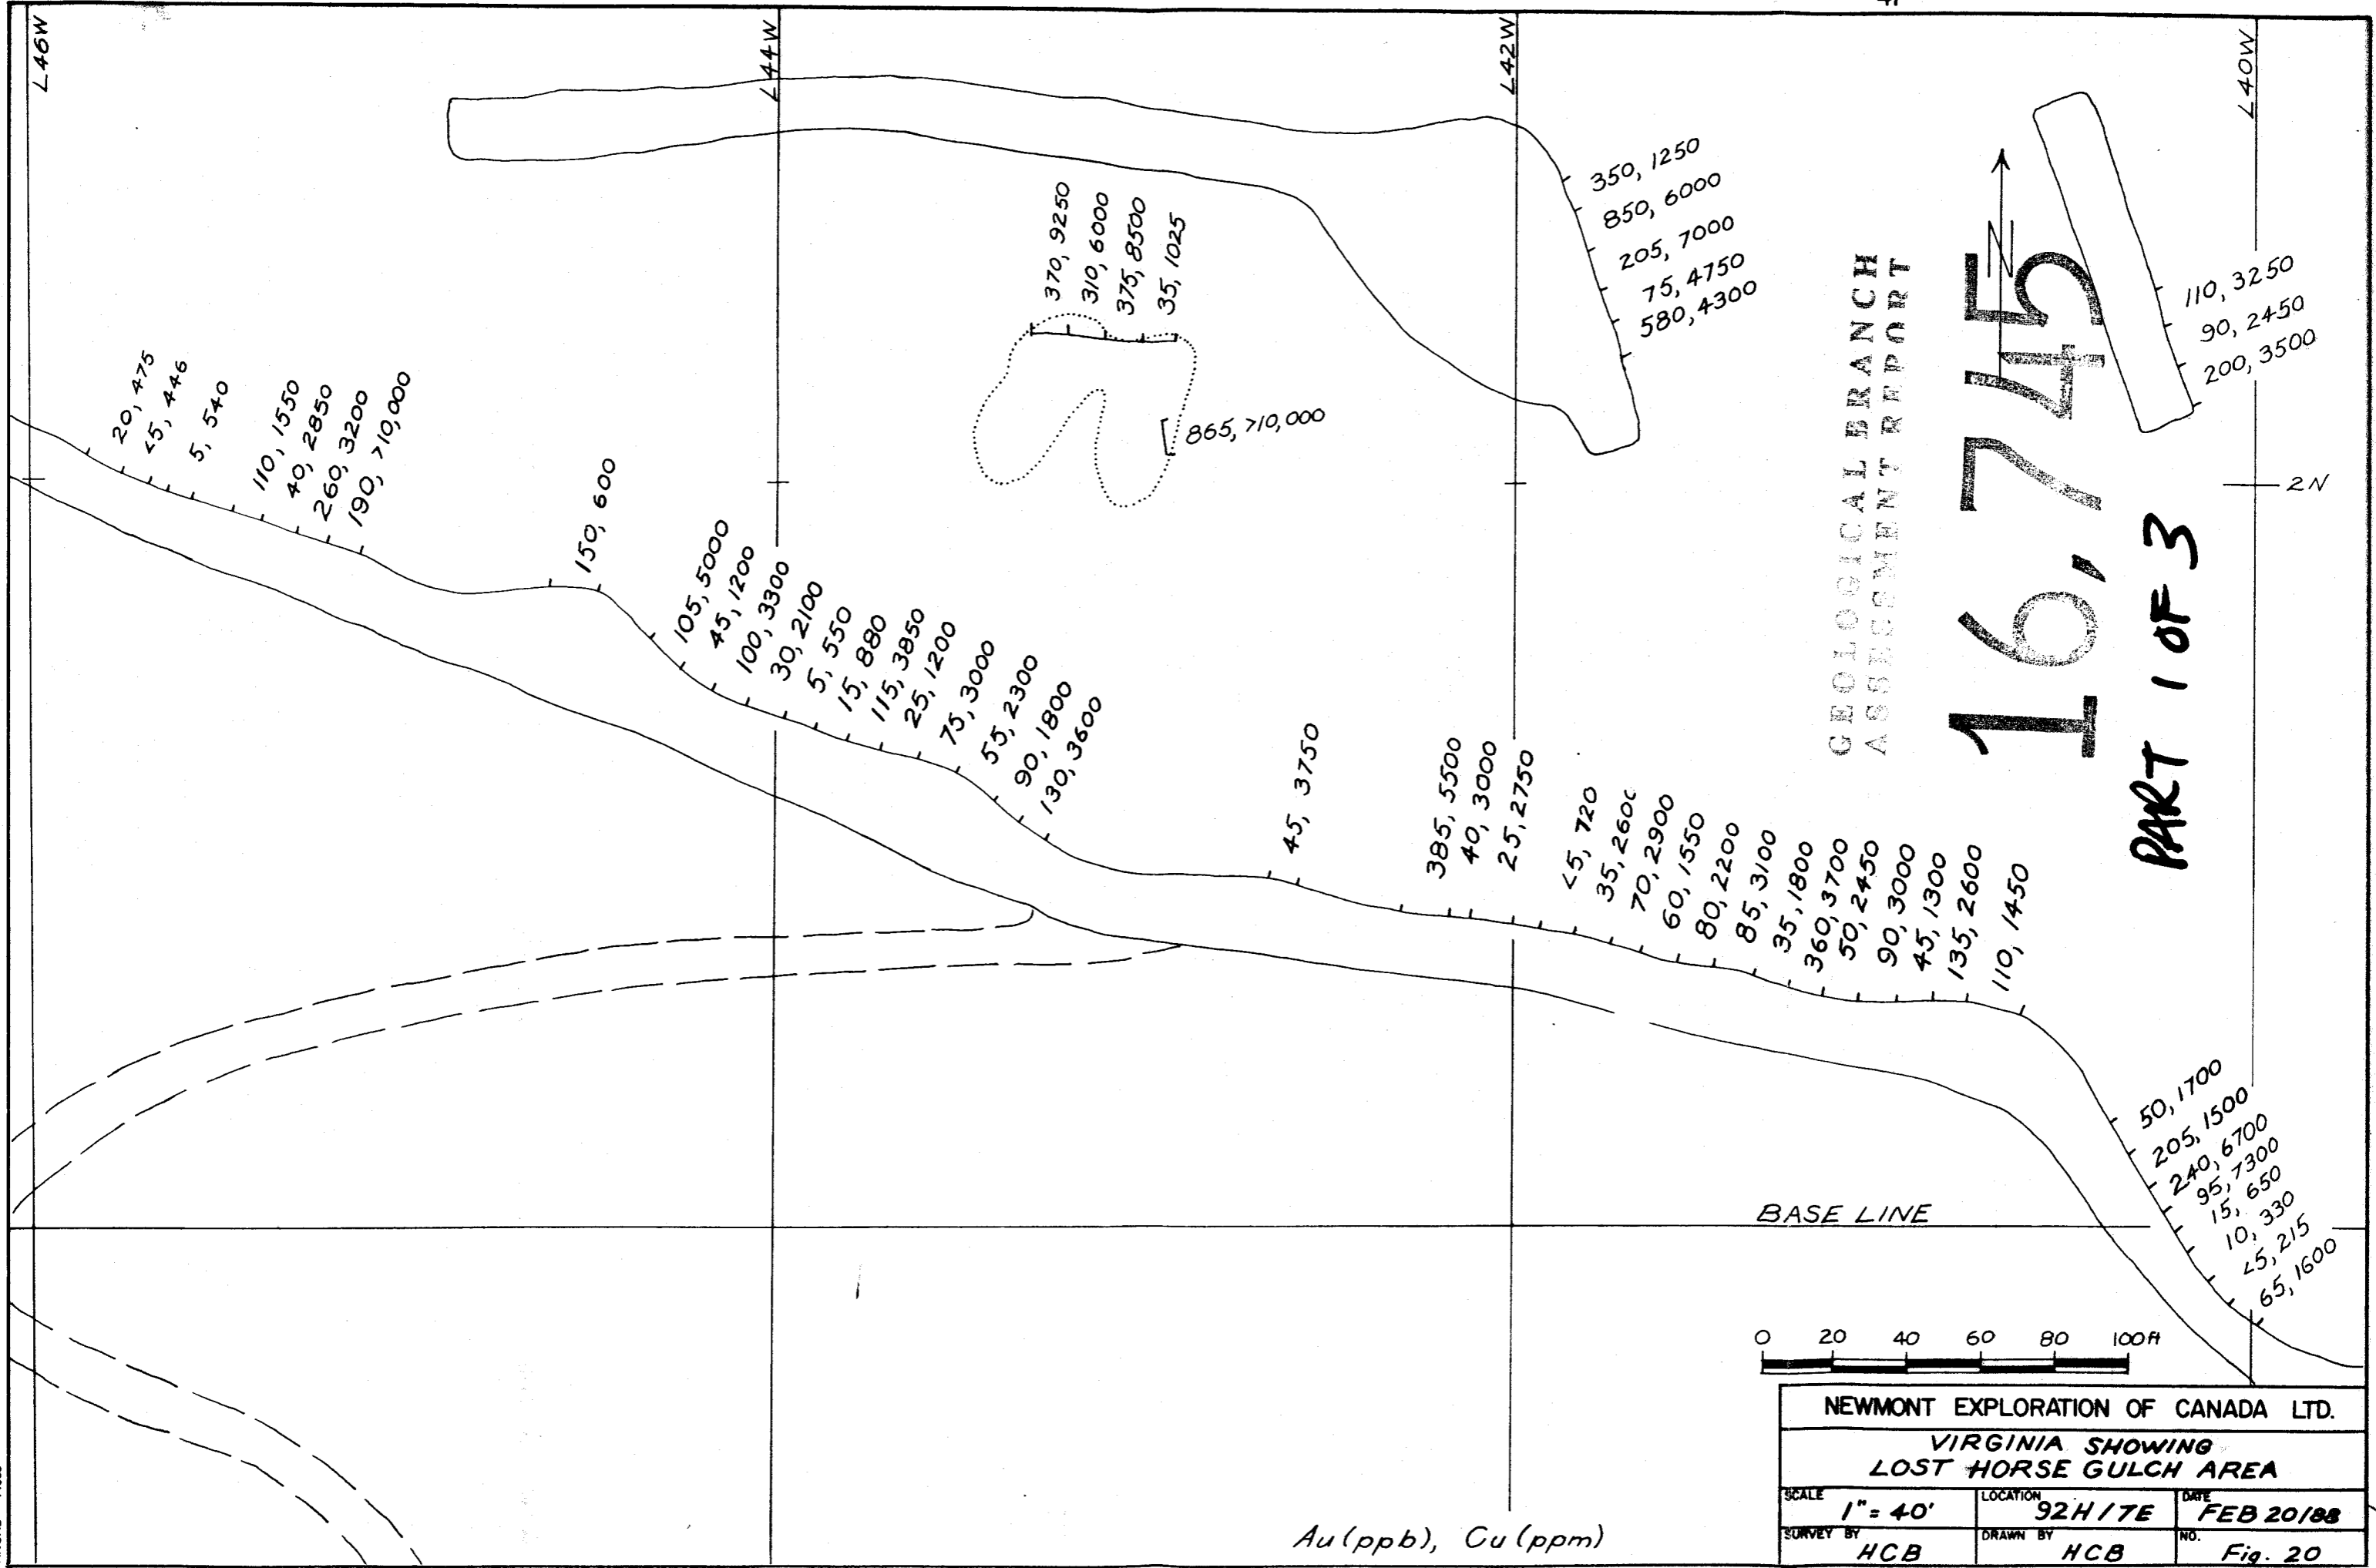 L46W
L44W
L42W
L40W
350, 1250
850, 6000
205, 7000
75, 4750
580, 4300
370, 9250
310, 6000
375, 8500
35, 1025
865, >10,000
110, 3250
90, 2450
200, 3500
N
GEOLOGICAL BRANCH
ASSESSMENT REPORT
16,745
PART 1 OF 3
2N
20, 475
<5, 446
5, 540
110, 1550
40, 2850
260, 3200
190, >10,000
150, 600
105, 5000
45, 1200
100, 3300
30, 2100
5, 550
15, 880
115, 3850
25, 1200
75, 3000
55, 2300
90, 1800
130, 3600
45, 3750
385, 5500
40, 3000
25, 2750
<5, 720
35, 2600
70, 2900
60, 1550
80, 2200
85, 3100
35, 1800
360, 3700
50, 2450
90, 3000
45, 1300
135, 2600
110, 1450
50, 1700
205, 1500
240, 6700
95, 7300
15, 650
10, 330
<5, 215
65, 1600
BASE LINE
0 20 40 60 80 100ft
Au (ppb), Cu (ppm)
NEWMONT EXPLORATION OF CANADA LTD.
VIRGINIA SHOWING
LOST HORSE GULCH AREA
SCALE 1" = 40'
LOCATION 92H/7E
DATE FEB 20/88
SURVEY BY HCB
DRAWN BY HCB
NO. Fig. 20